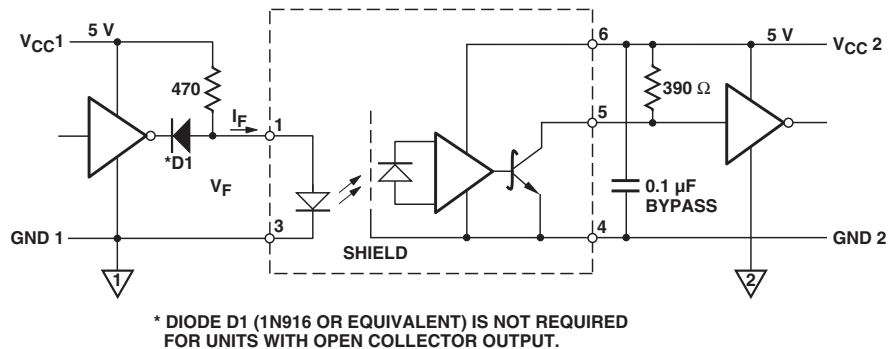 VCC1
5 V
470
IF
1
*D1
VF
3
GND 1
1
SHIELD
6
5 V
VCC 2
390 Ω
5
0.1 µF
BYPASS
4
GND 2
2
* DIODE D1 (1N916 OR EQUIVALENT) IS NOT REQUIRED
FOR UNITS WITH OPEN COLLECTOR OUTPUT.